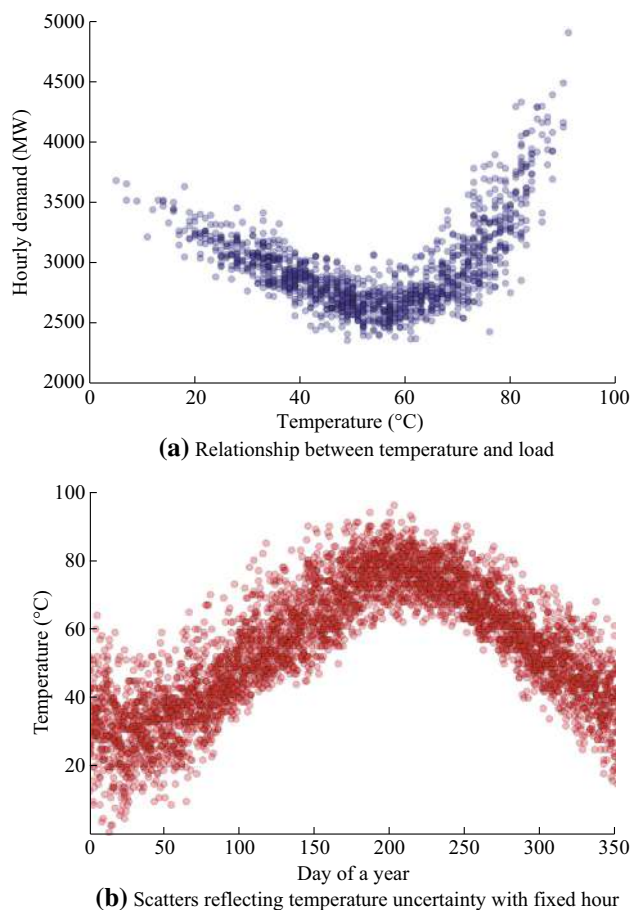 5000
4500
4000
3500
3000
2500
2000
Hourly demand (MW)
0 20 40 60 80 100
Temperature (°C)
(a) Relationship between temperature and load
100
80
60
40
20
Temperature (°C)
0 50 100 150 200 250 300 350
Day of a year
(b) Scatters reflecting temperature uncertainty with fixed hour